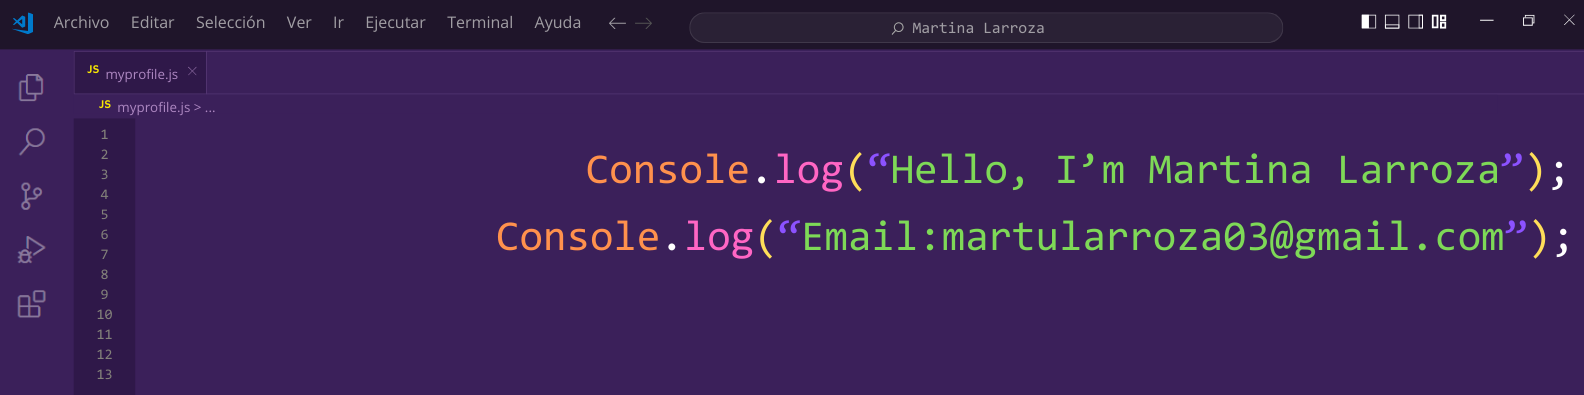 Archivo Editar Selección Ver Ir Ejecutar Terminal Ayuda Martina Larroza
JS myprofile.js
JS myprofile.js > ...
1
2
3
4
5
6
7
8
9
10
11
12
13
Console.log(“Hello, I’m Martina Larroza”);
Console.log(“Email:martularroza03@gmail.com”);